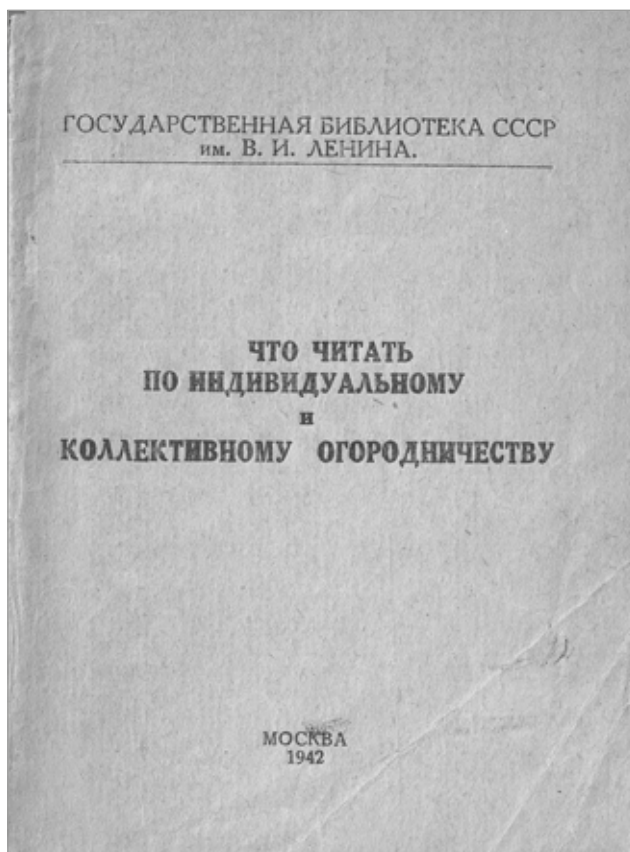 ГОСУДАРСТВЕННАЯ БИБЛИОТЕКА СССР
им. В. И. ЛЕНИНА.
ЧТО ЧИТАТЬ
ПО ИНДИВИДУАЛЬНОМУ
и
КОЛЛЕКТИВНОМУ ОГОРОДНИЧЕСТВУ
МОСКВА
1942